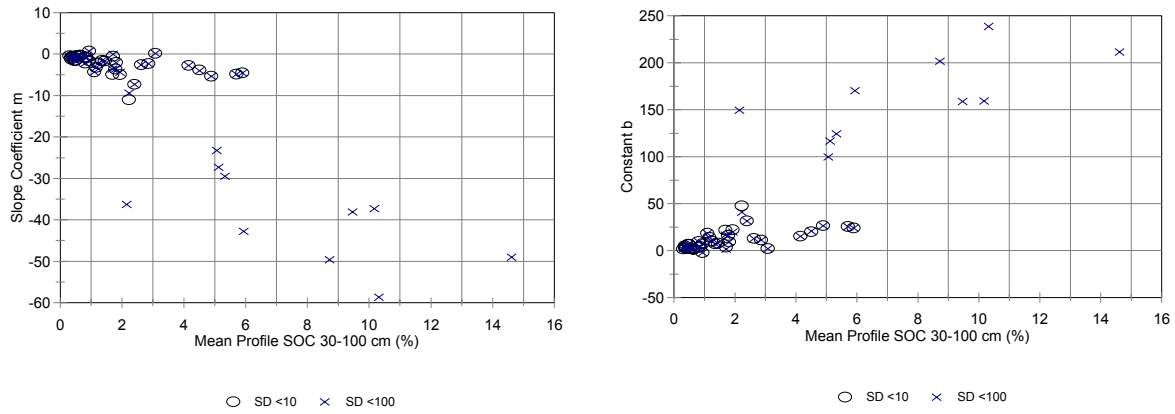 10
0
-10
-20
-30
-40
-50
-60
Slope Coefficient m
0 2 4 6 8 10 12 14 16
Mean Profile SOC 30-100 cm (%)
SD <10 SD <100
250
200
150
100
50
0
-50
Constant b
0 2 4 6 8 10 12 14 16
Mean Profile SOC 30-100 cm (%)
SD <10 SD <100